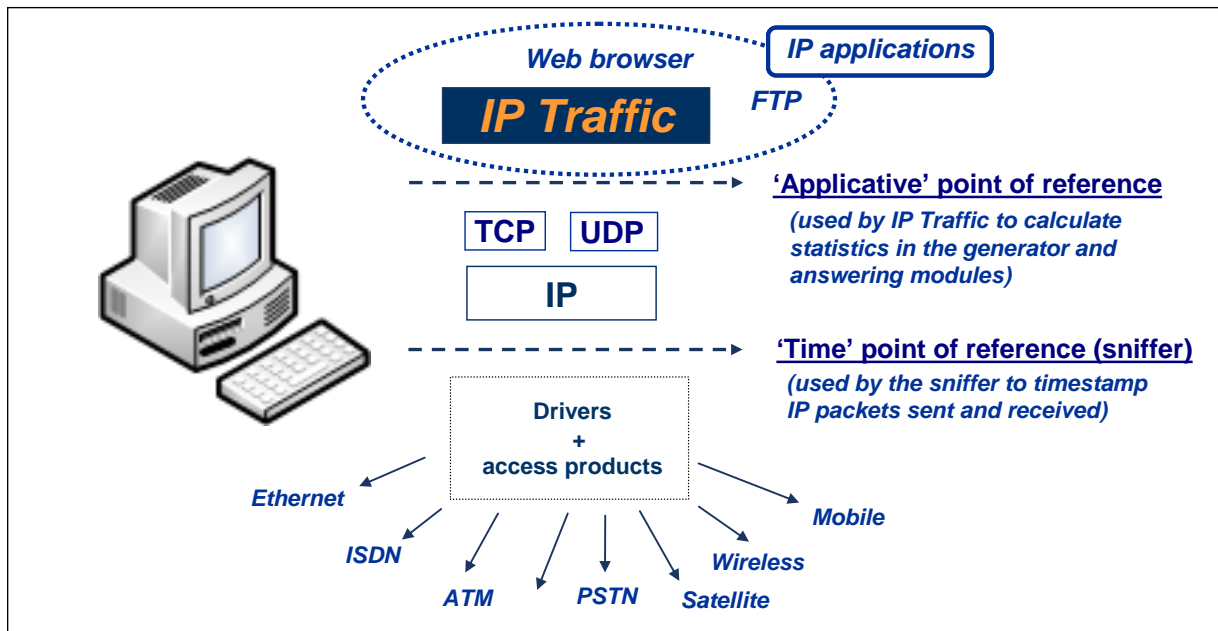 Web browser
IP applications
IP Traffic
FTP
‘Applicative’ point of reference
(used by IP Traffic to calculate
statistics in the generator and
answering modules)
TCP
UDP
IP
‘Time’ point of reference (sniffer)
(used by the sniffer to timestamp
IP packets sent and received)
Drivers
+
access products
Ethernet
ISDN
ATM
PSTN
Satellite
Wireless
Mobile